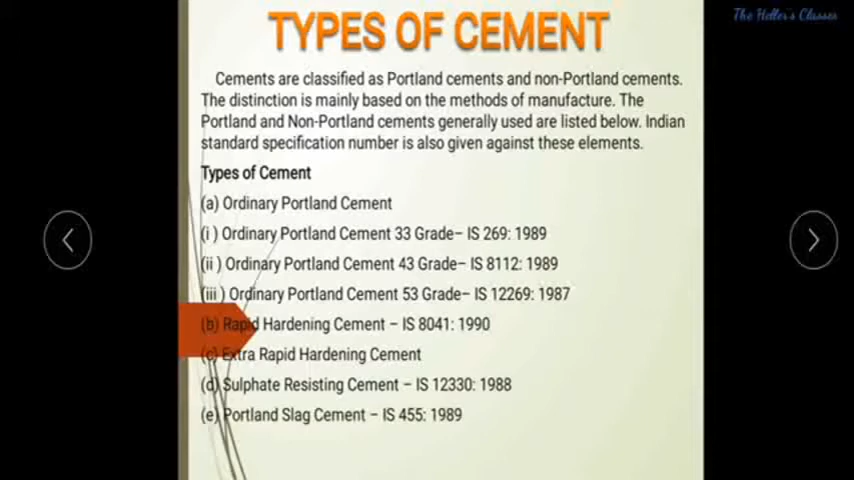 The Heller's Classes
TYPES OF CEMENT
Cements are classified as Portland cements and non-Portland cements.
The distinction is mainly based on the methods of manufacture. The
Portland and Non-Portland cements generally used are listed below. Indian
standard specification number is also given against these elements.
Types of Cement
(a) Ordinary Portland Cement
(i ) Ordinary Portland Cement 33 Grade– IS 269: 1989
(ii ) Ordinary Portland Cement 43 Grade– IS 8112: 1989
(iii ) Ordinary Portland Cement 53 Grade– IS 12269: 1987
(b) Rapid Hardening Cement – IS 8041: 1990
(c) Extra Rapid Hardening Cement
(d) Sulphate Resisting Cement – IS 12330: 1988
(e) Portland Slag Cement – IS 455: 1989